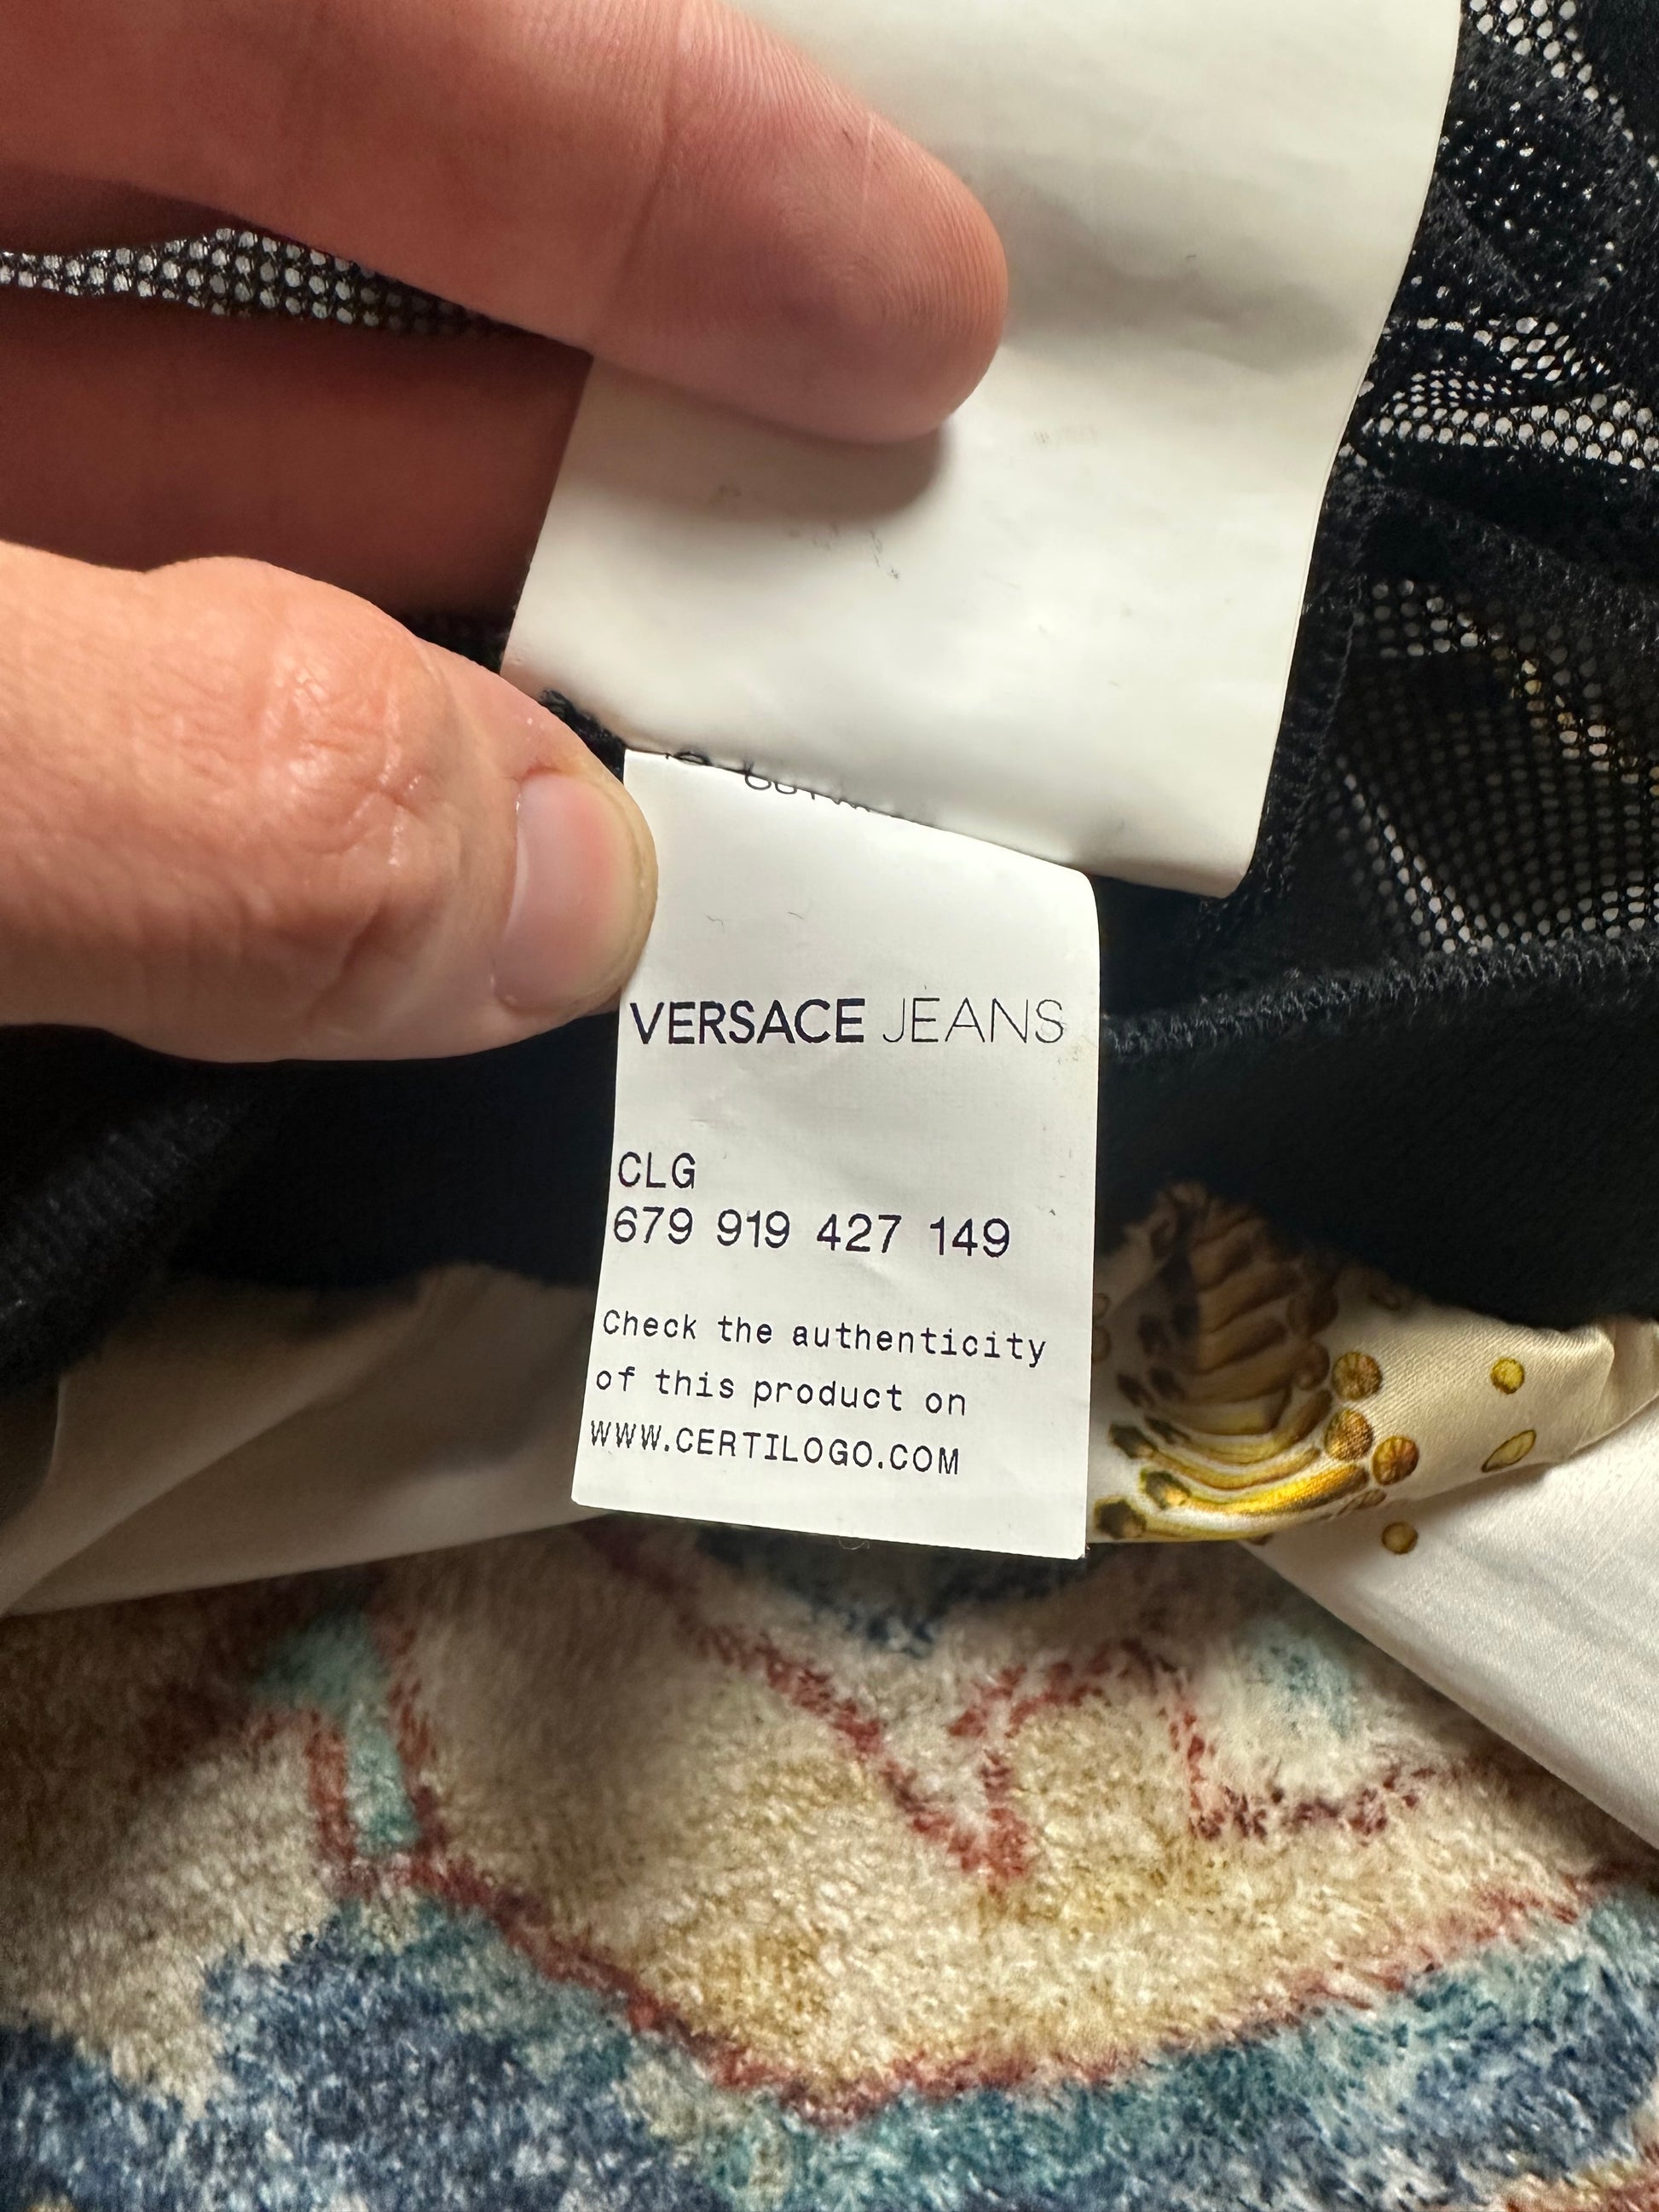 VERSACE JEANS
CLG
679 919 427 149
Check the authenticity
of this product on
WWW.CERTILOGO.COM